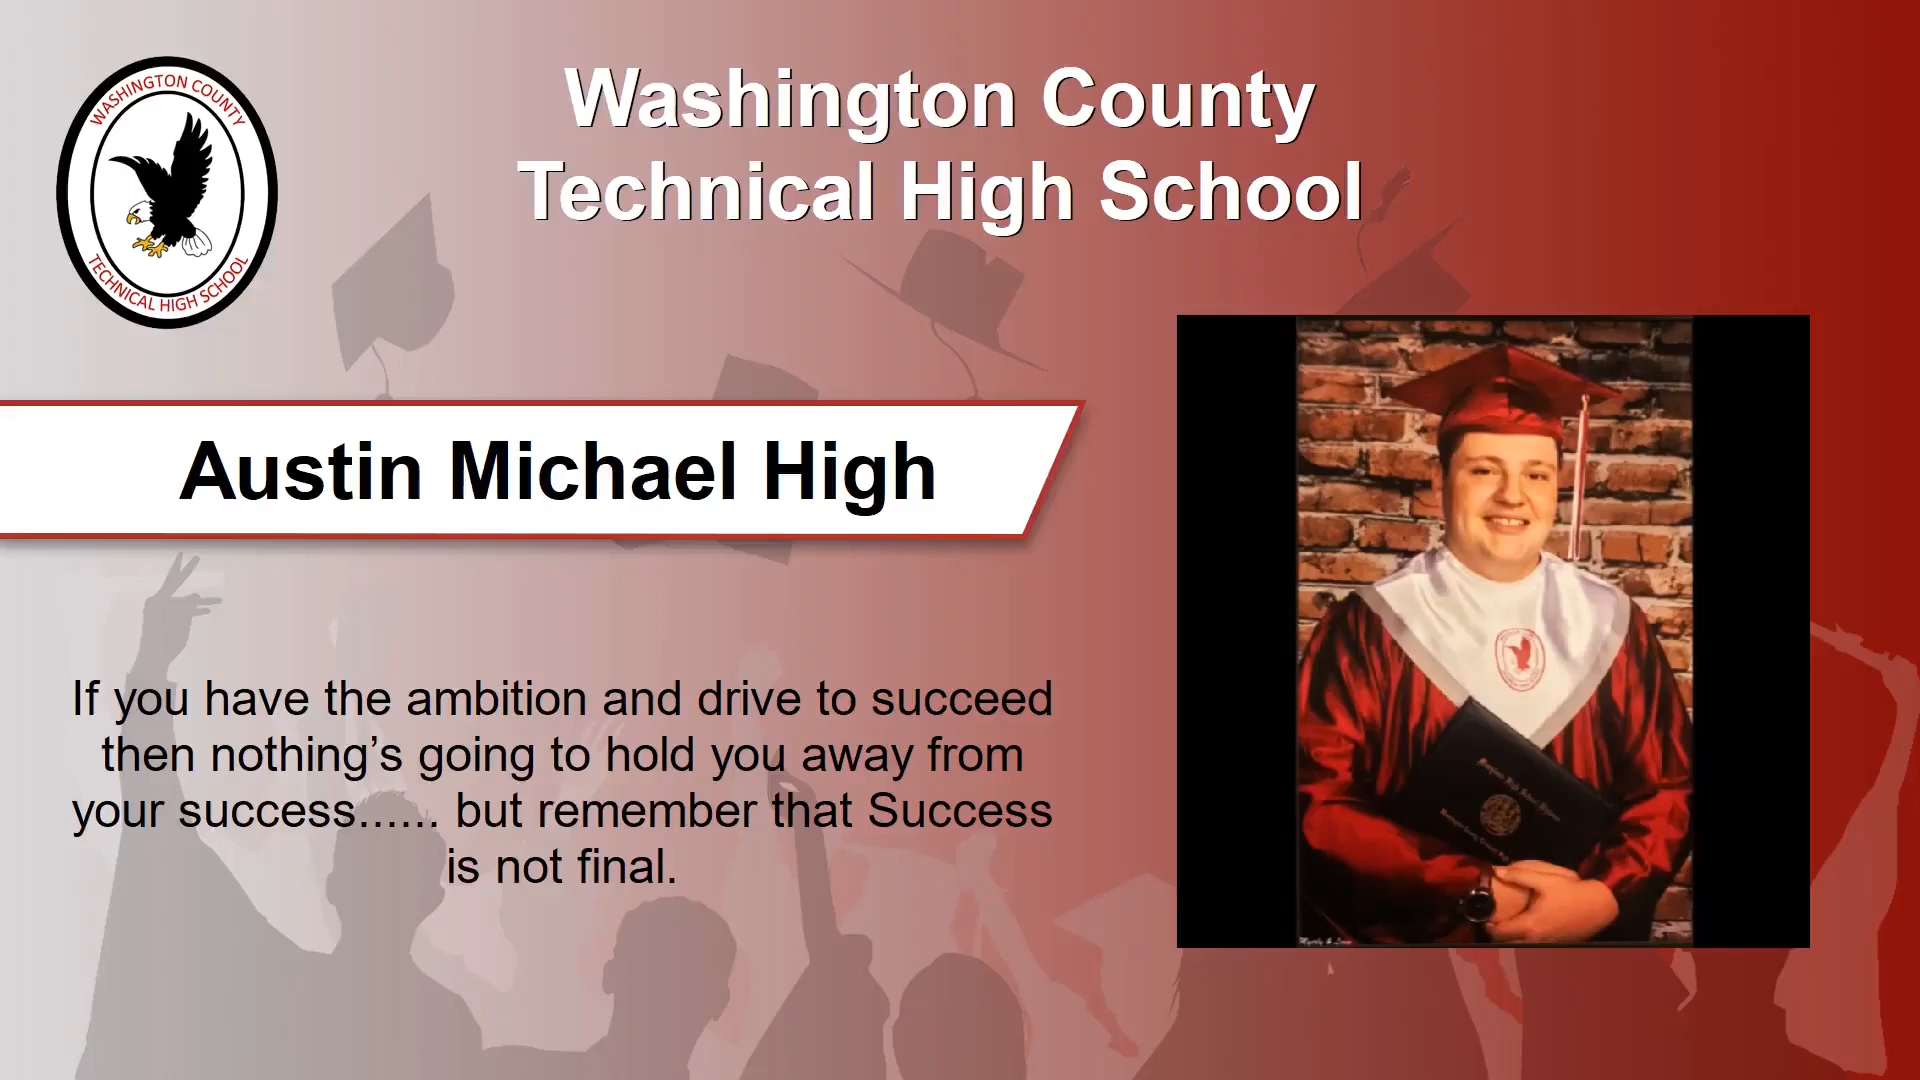 WASHINGTON COUNTY
TECHNICAL HIGH SCHOOL
Washington County
Technical High School
Austin Michael High
If you have the ambition and drive to succeed
then nothing’s going to hold you away from
your success...... but remember that Success
is not final.